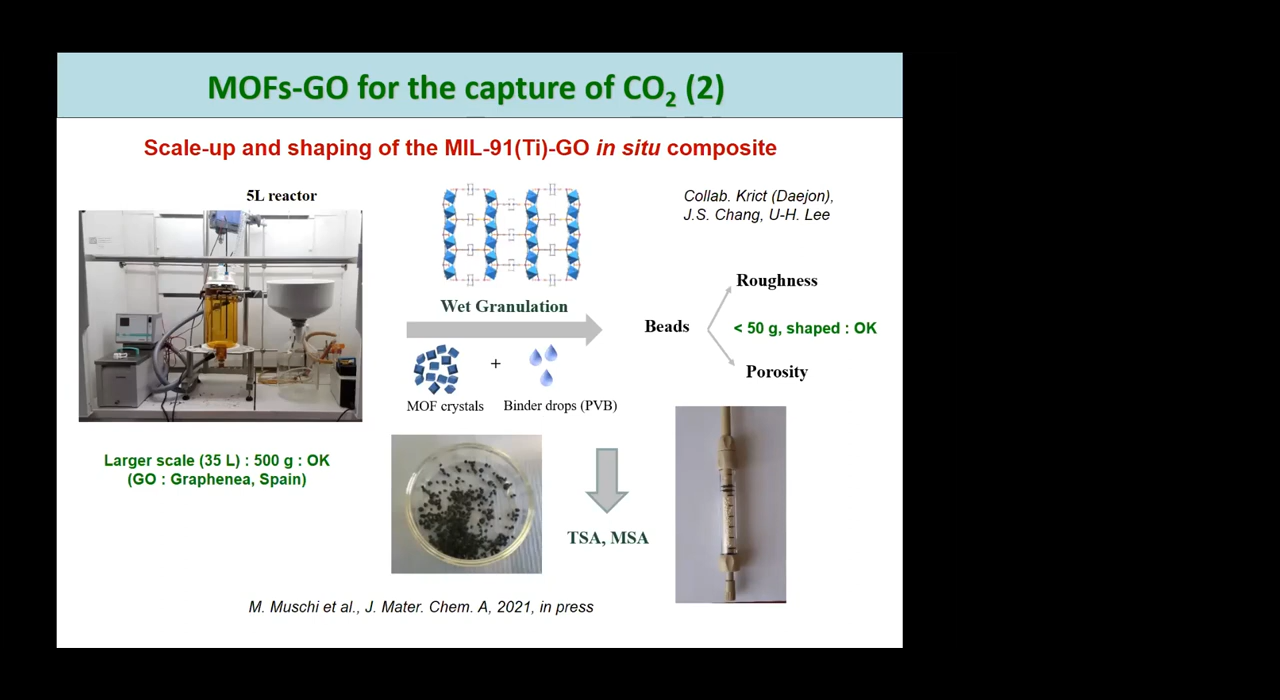 MOFs-GO for the capture of CO₂ (2)
Scale-up and shaping of the MIL-91(Ti)-GO in situ composite
5L reactor
Collab. Krict (Daejon),
J.S. Chang, U-H. Lee
Wet Granulation
Roughness
Beads
< 50 g, shaped : OK
Porosity
+
MOF crystals
Binder drops (PVB)
Larger scale (35 L) : 500 g : OK
(GO : Graphenea, Spain)
TSA, MSA
M. Muschi et al., J. Mater. Chem. A, 2021, in press